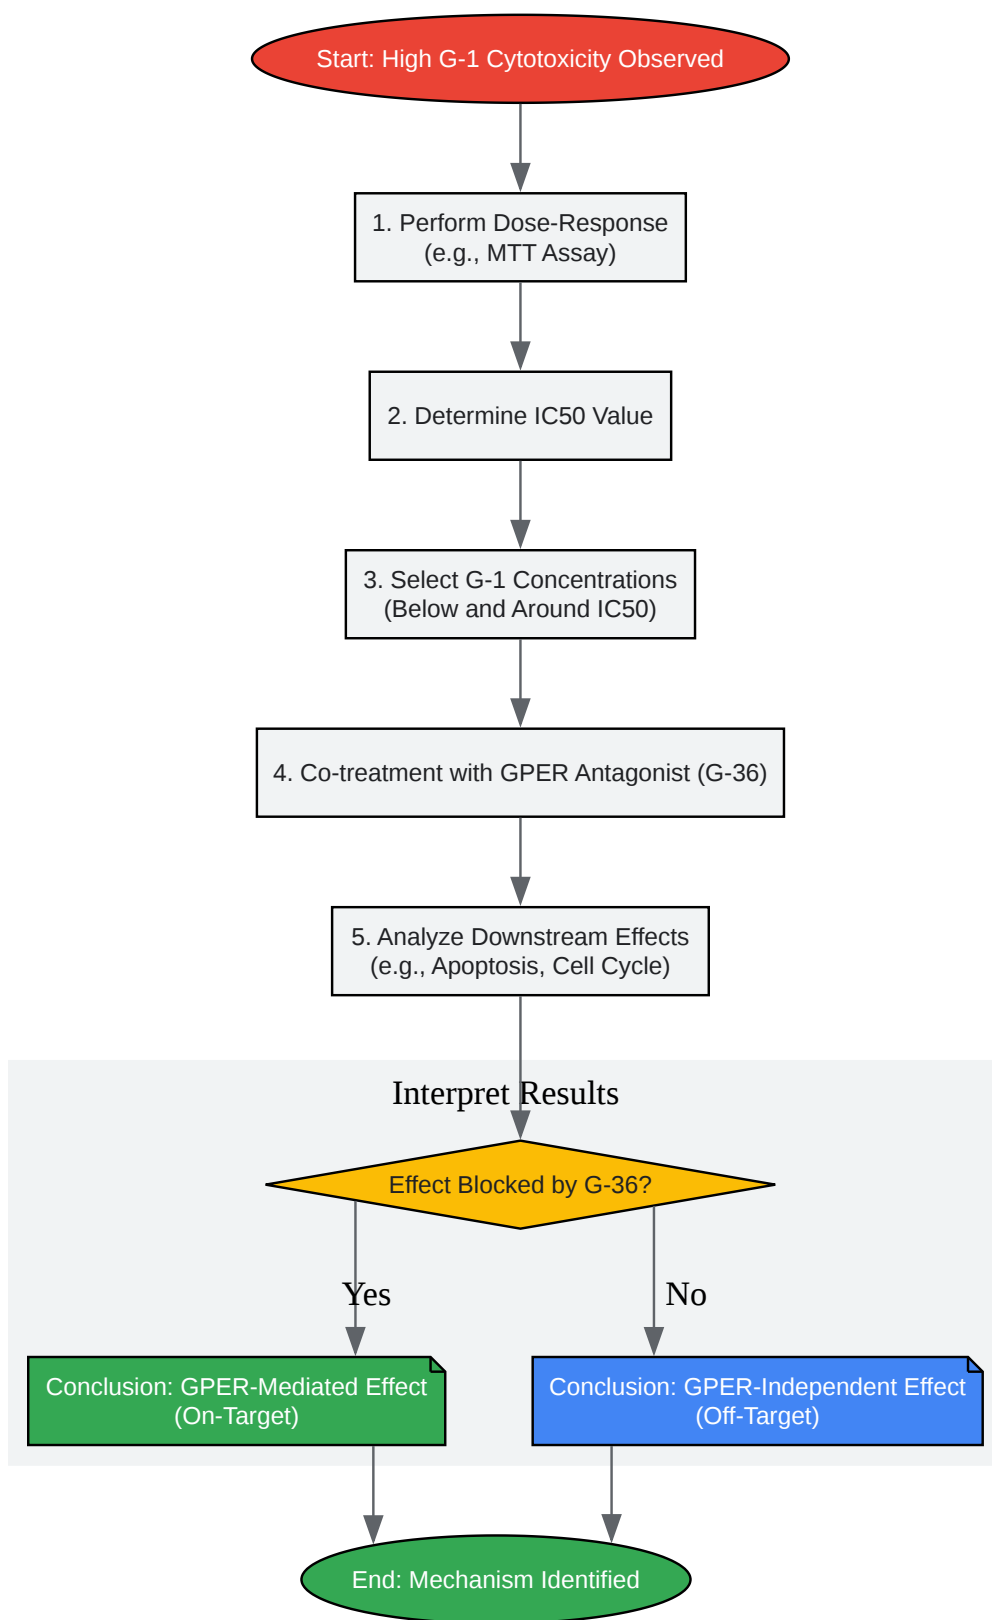 Start: High G-1 Cytotoxicity Observed
1. Perform Dose-Response
(e.g., MTT Assay)
2. Determine IC50 Value
3. Select G-1 Concentrations
(Below and Around IC50)
4. Co-treatment with GPER Antagonist (G-36)
5. Analyze Downstream Effects
(e.g., Apoptosis, Cell Cycle)
Interpret Results
Effect Blocked by G-36?
Yes
No
Conclusion: GPER-Mediated Effect
(On-Target)
Conclusion: GPER-Independent Effect
(Off-Target)
End: Mechanism Identified